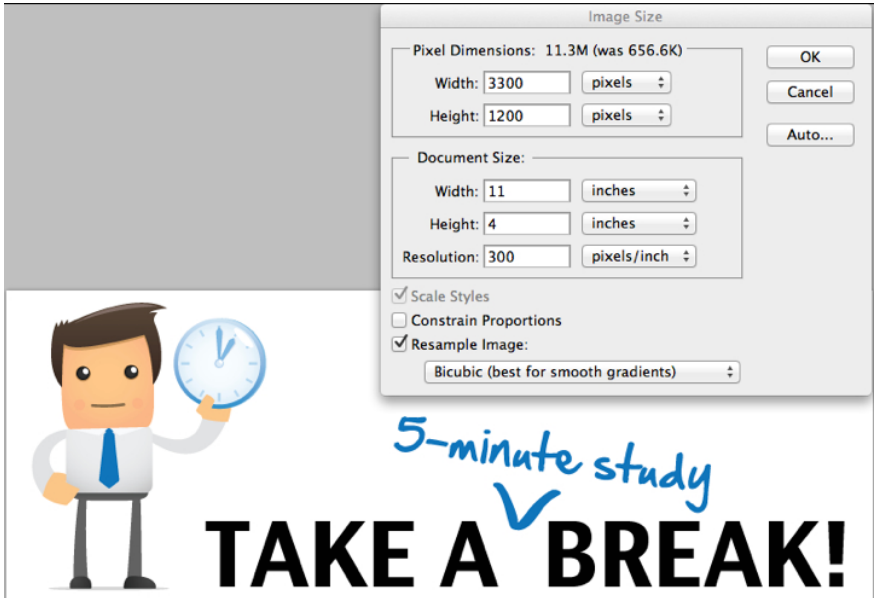 Image Size
Pixel Dimensions: 11.3M (was 656.6K)
Width: 3300 pixels
Height: 1200 pixels
OK
Cancel
Auto...
Document Size:
Width: 11 inches
Height: 4 inches
Resolution: 300 pixels/inch
Scale Styles
Constrain Proportions
Resample Image:
Bicubic (best for smooth gradients)
5-minute study
TAKE A BREAK!